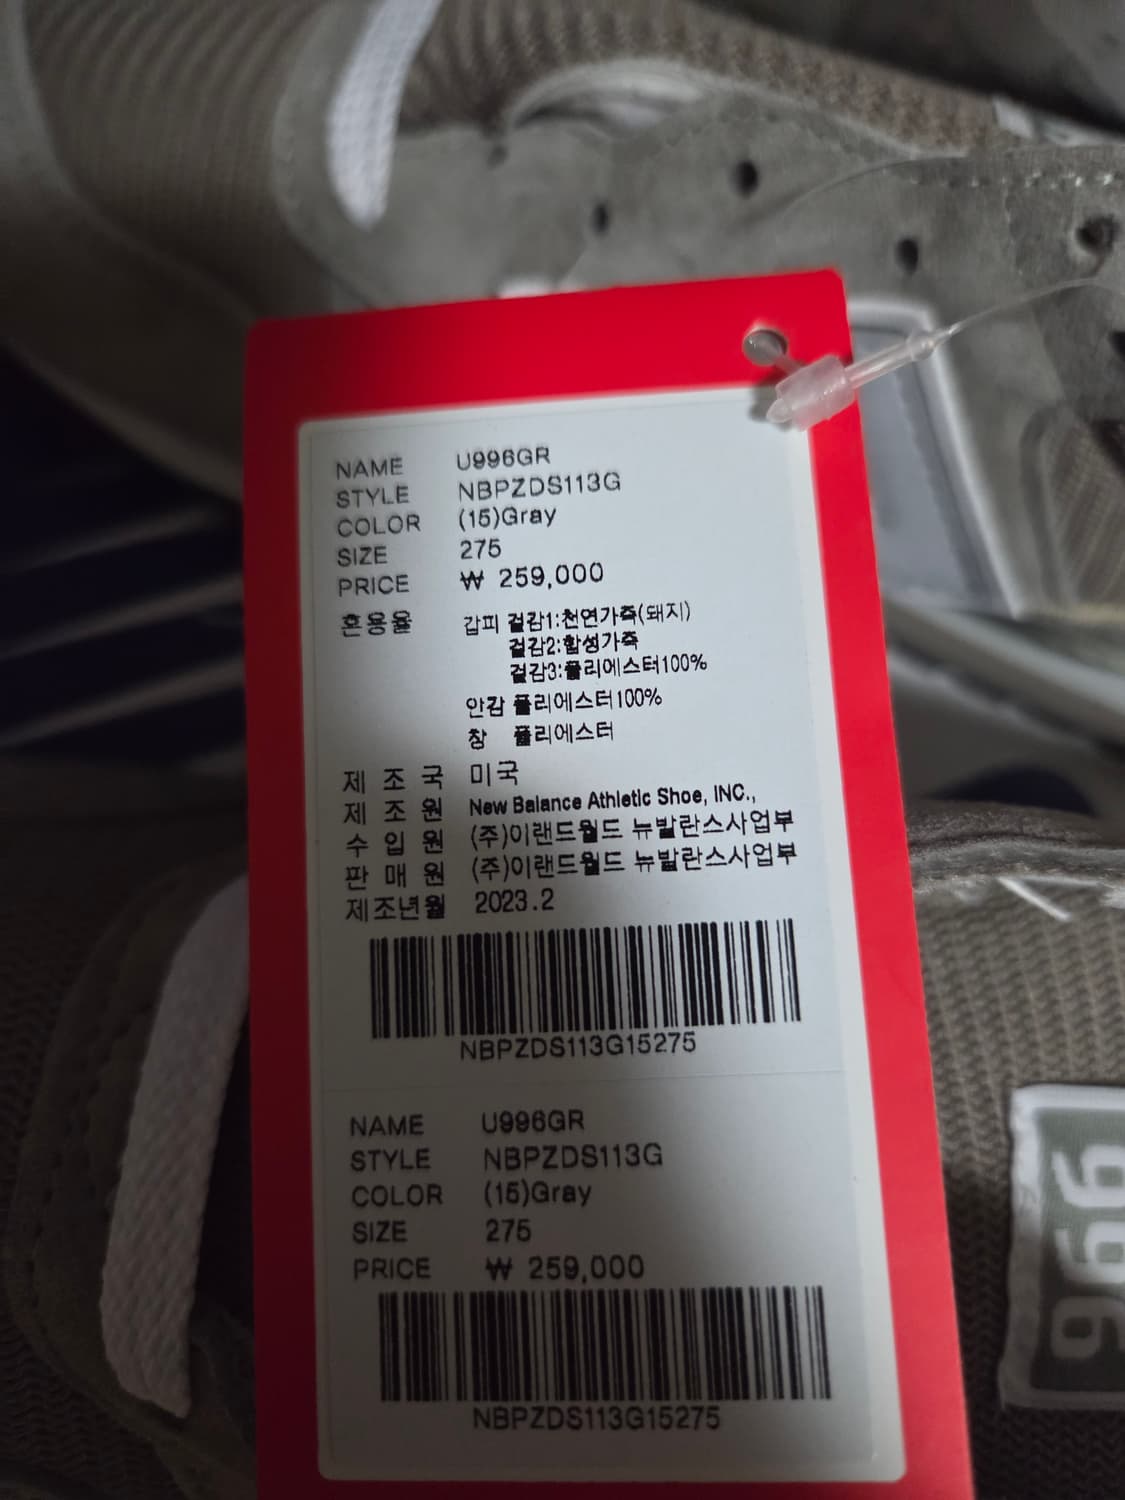 NAME U996GR
STYLE NBPZDS113G
COLOR (15)Gray
SIZE 275
PRICE ₩ 259,000
혼용율 갑피 겉감1:천연가죽(돼지)
겉감2:합성가죽
겉감3:폴리에스터100%
안감 폴리에스터100%
창 폴리에스터
제 조 국 미국
제 조 원 New Balance Athletic Shoe, INC.,
수 입 원 (주)이랜드월드 뉴발란스사업부
판 매 원 (주)이랜드월드 뉴발란스사업부
제조년월 2023.2
NBPZDS113G15275
NAME U996GR
STYLE NBPZDS113G
COLOR (15)Gray
SIZE 275
PRICE ₩ 259,000
NBPZDS113G15275
996